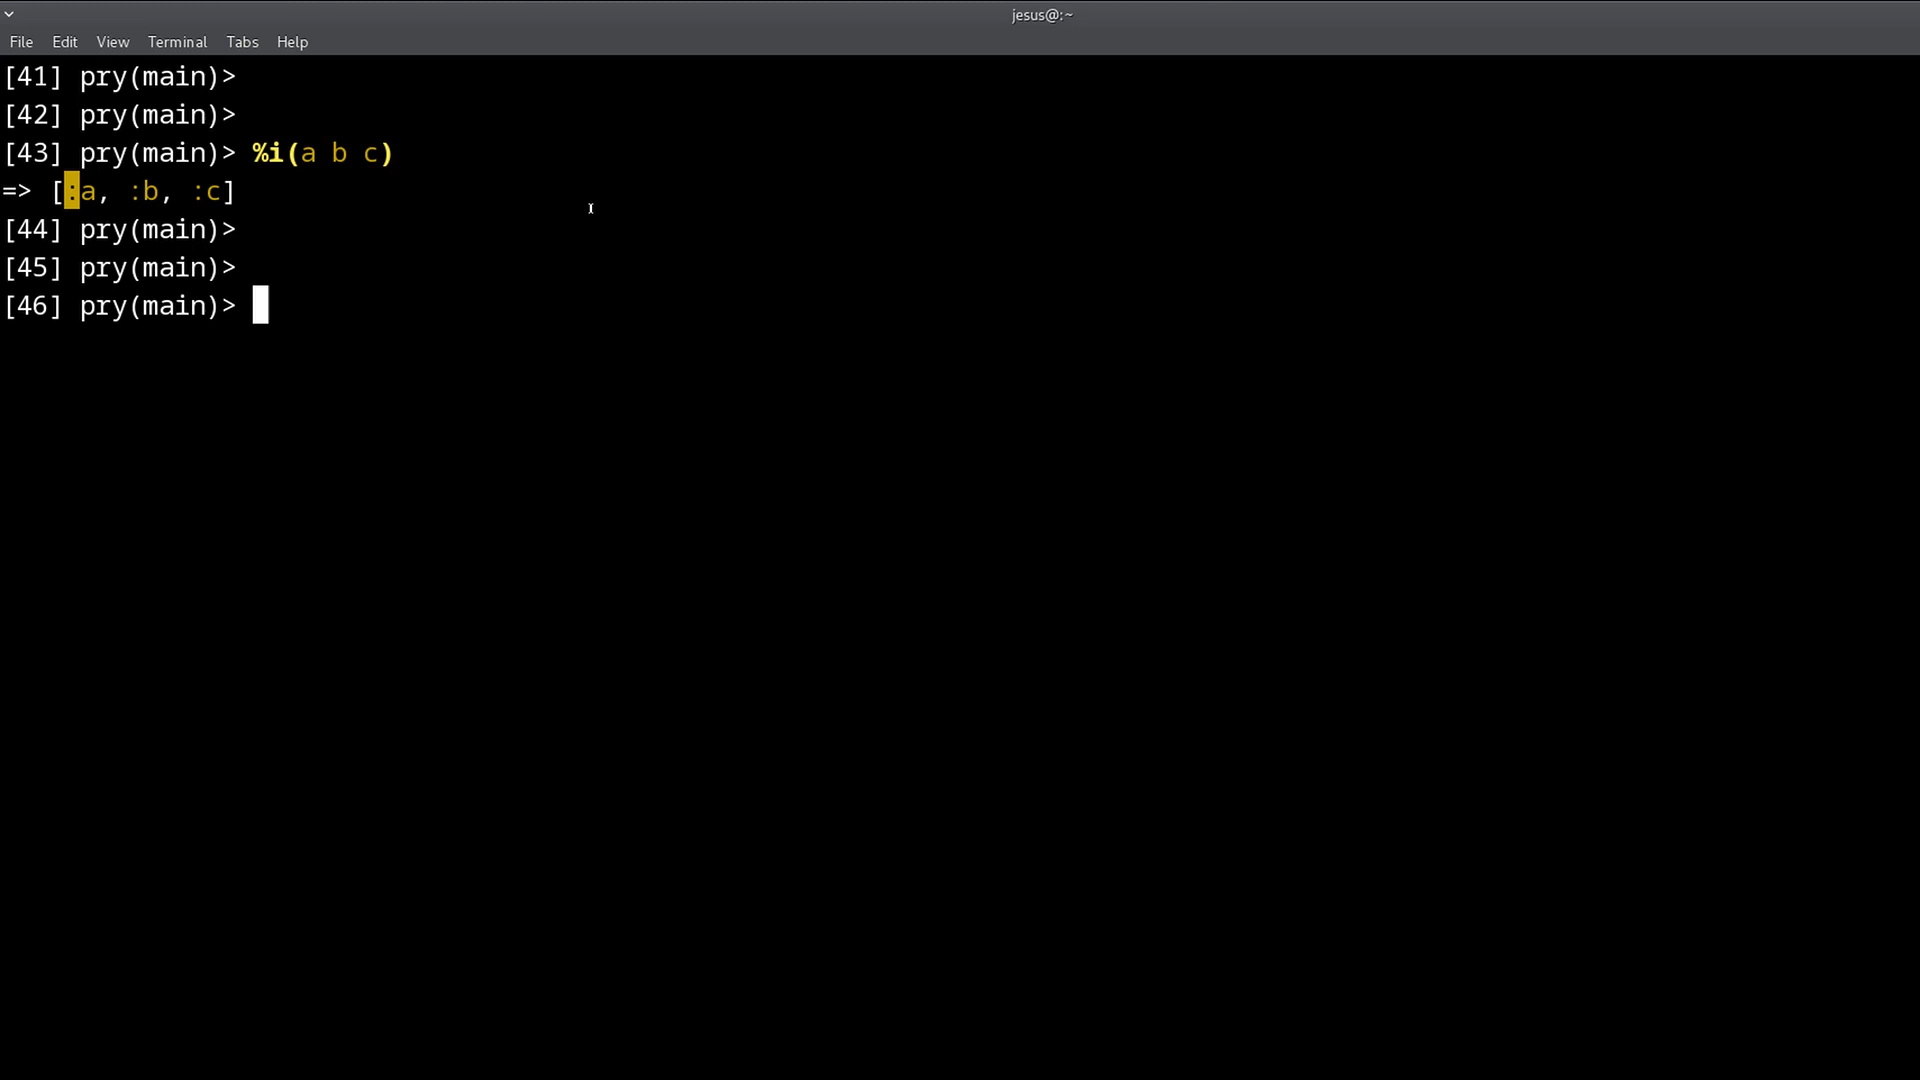 jesus@:~
File Edit View Terminal Tabs Help
[41] pry(main)>
[42] pry(main)>
[43] pry(main)> %i(a b c)
=> [:a, :b, :c]
[44] pry(main)>
[45] pry(main)>
[46] pry(main)>